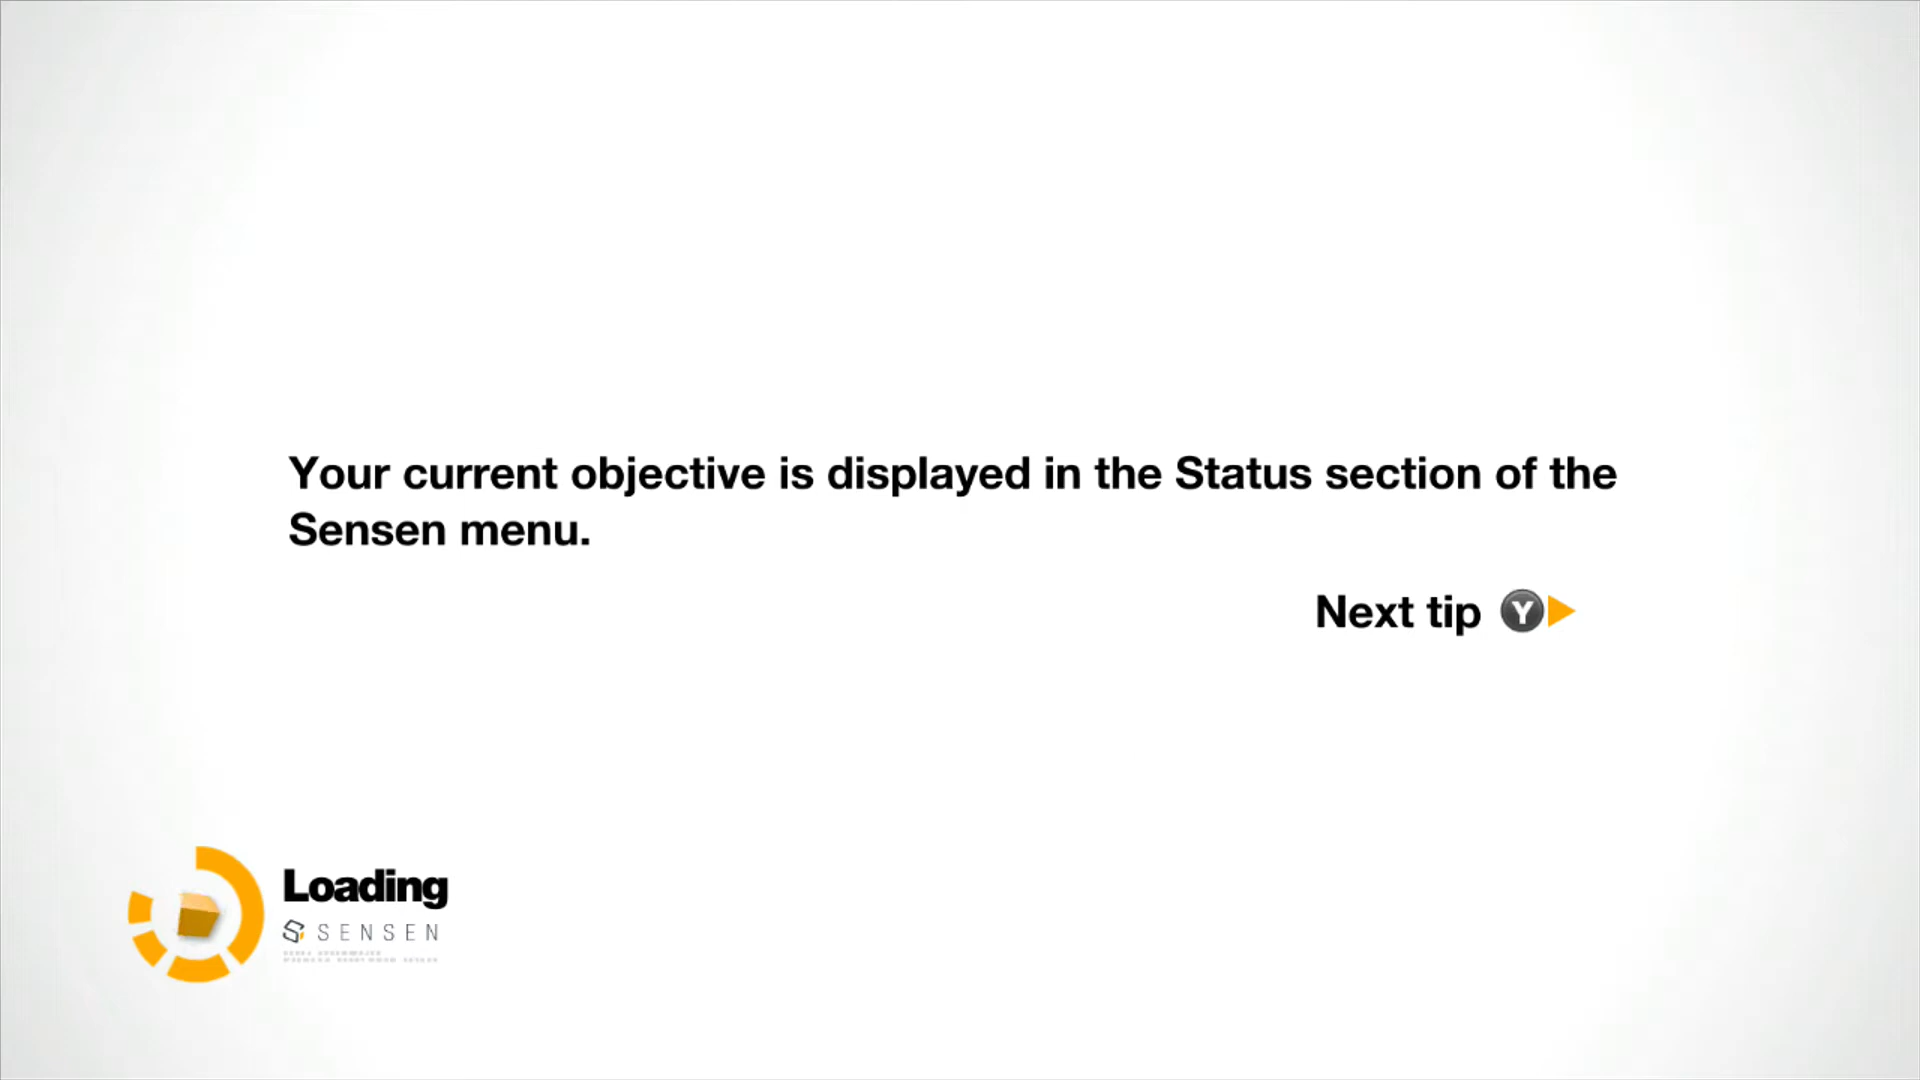 Your current objective is displayed in the Status section of the
Sensen menu.
Next tip Y
Loading
SENSEN